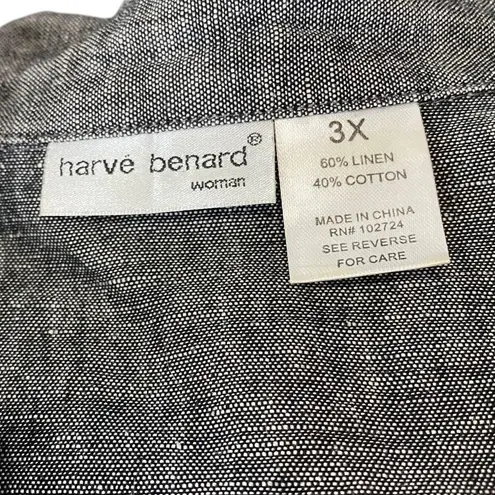 harvé benard®
woman
3X
60% LINEN
40% COTTON
MADE IN CHINA
RN# 102724
SEE REVERSE
FOR CARE